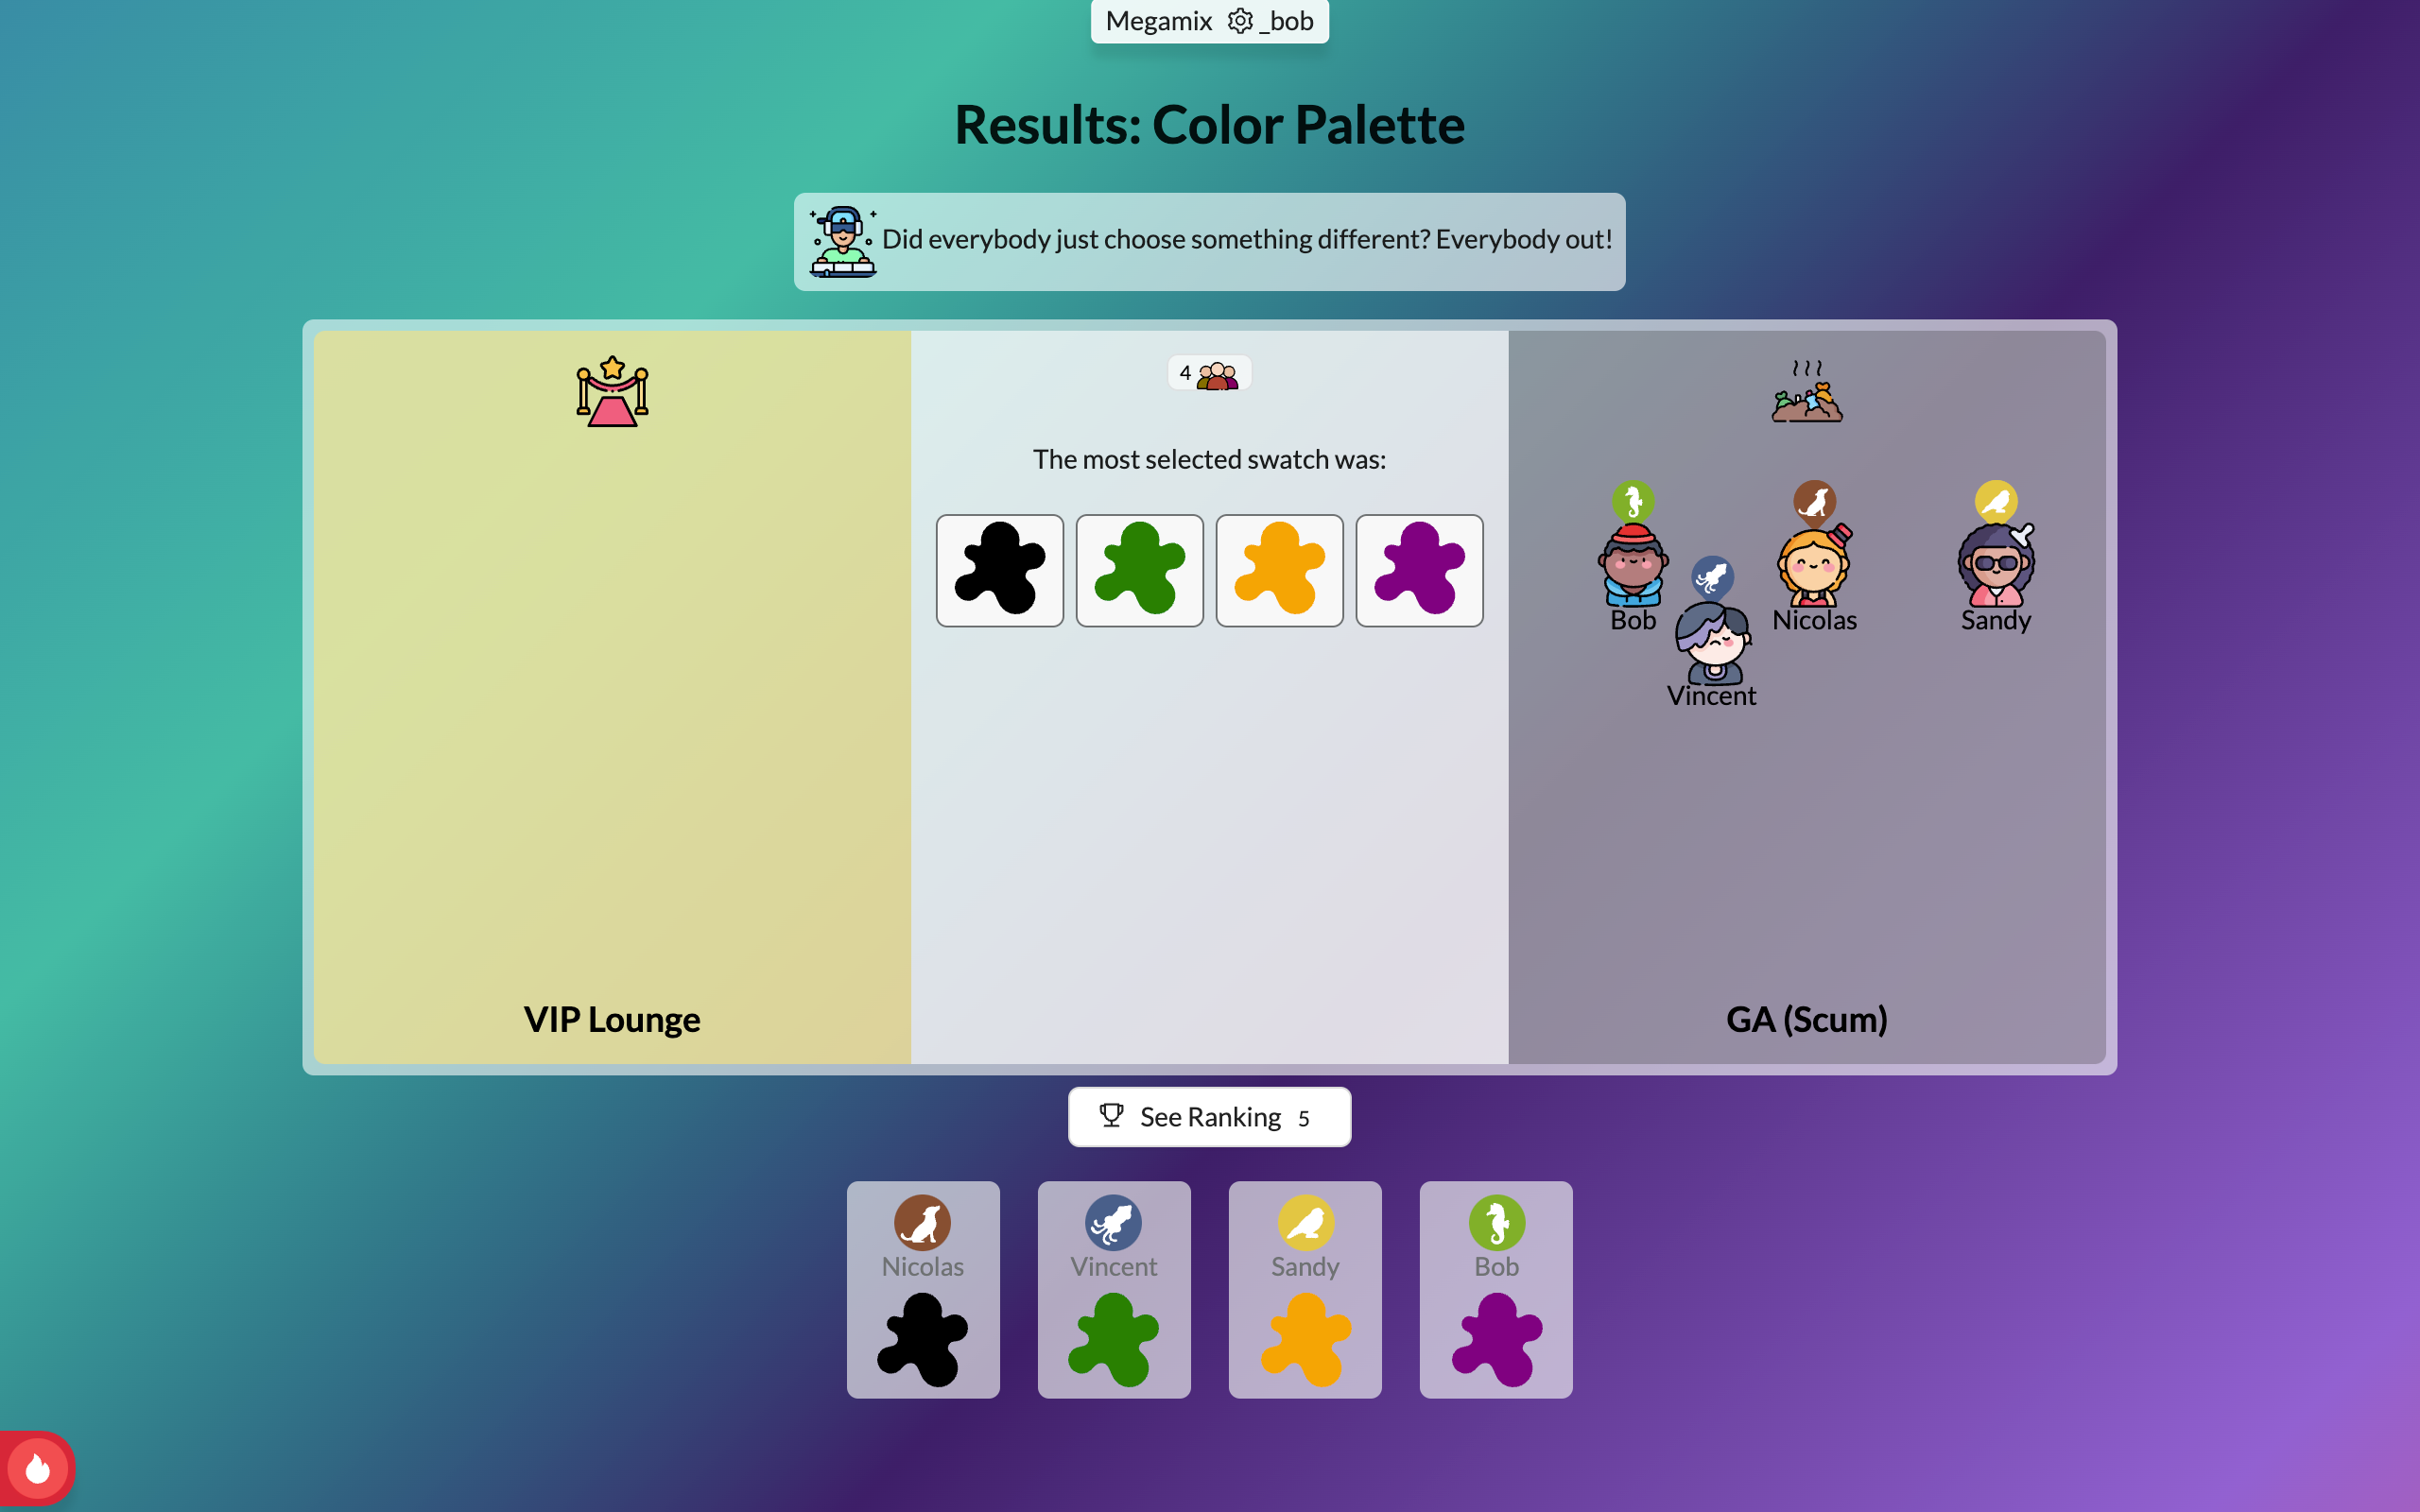 Megamix _bob
Results: Color Palette
Did everybody just choose something different? Everybody out!
4
The most selected swatch was:
Bob
Nicolas
Sandy
Vincent
VIP Lounge
GA (Scum)
See Ranking 5
Nicolas
Vincent
Sandy
Bob